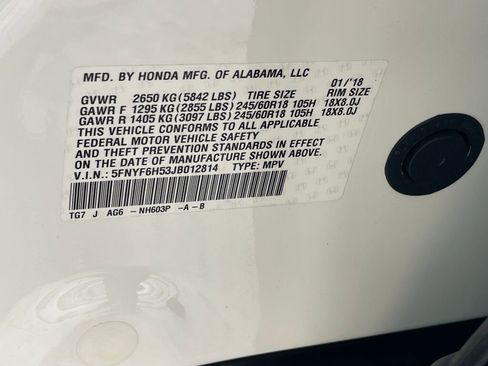 MFD. BY HONDA MFG. OF ALABAMA, LLC
GVWR 2650 KG (5842 LBS) TIRE SIZE 01/'18 RIM SIZE
GAWR F 1295 KG (2855 LBS) 245/60R18 105H 18X8.0J
GAWR R 1405 KG (3097 LBS) 245/60R18 105H 18X8.0J
THIS VEHICLE CONFORMS TO ALL APPLICABLE
FEDERAL MOTOR VEHICLE SAFETY
AND THEFT PREVENTION STANDARDS IN EFFECT
ON THE DATE OF MANUFACTURE SHOWN ABOVE.
V.I.N.: 5FNYF6H53JB012814 TYPE: MPV
TG7 J AG6 -NH603P -A-B